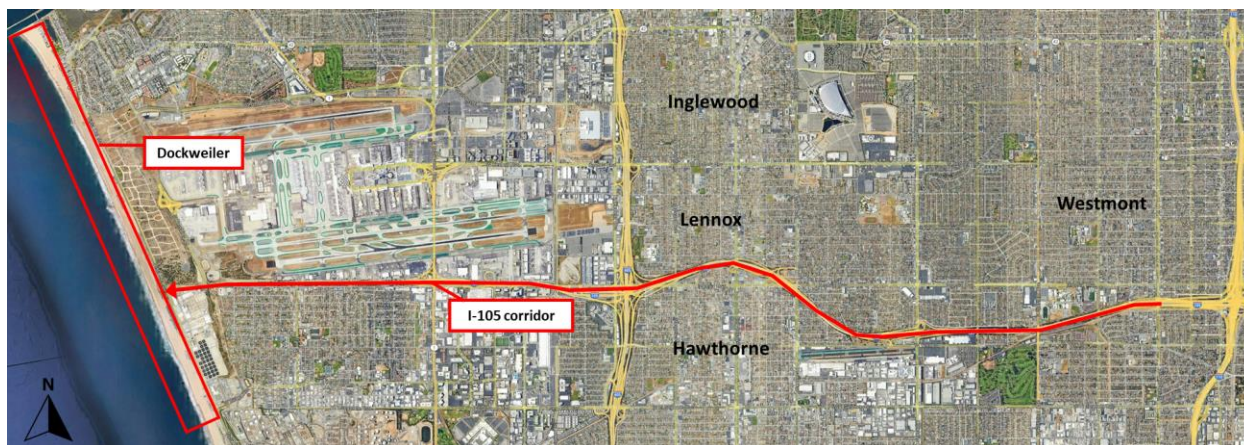 Inglewood
Dockweiler
Lennox
Westmont
I-105 corridor
Hawthorne
N